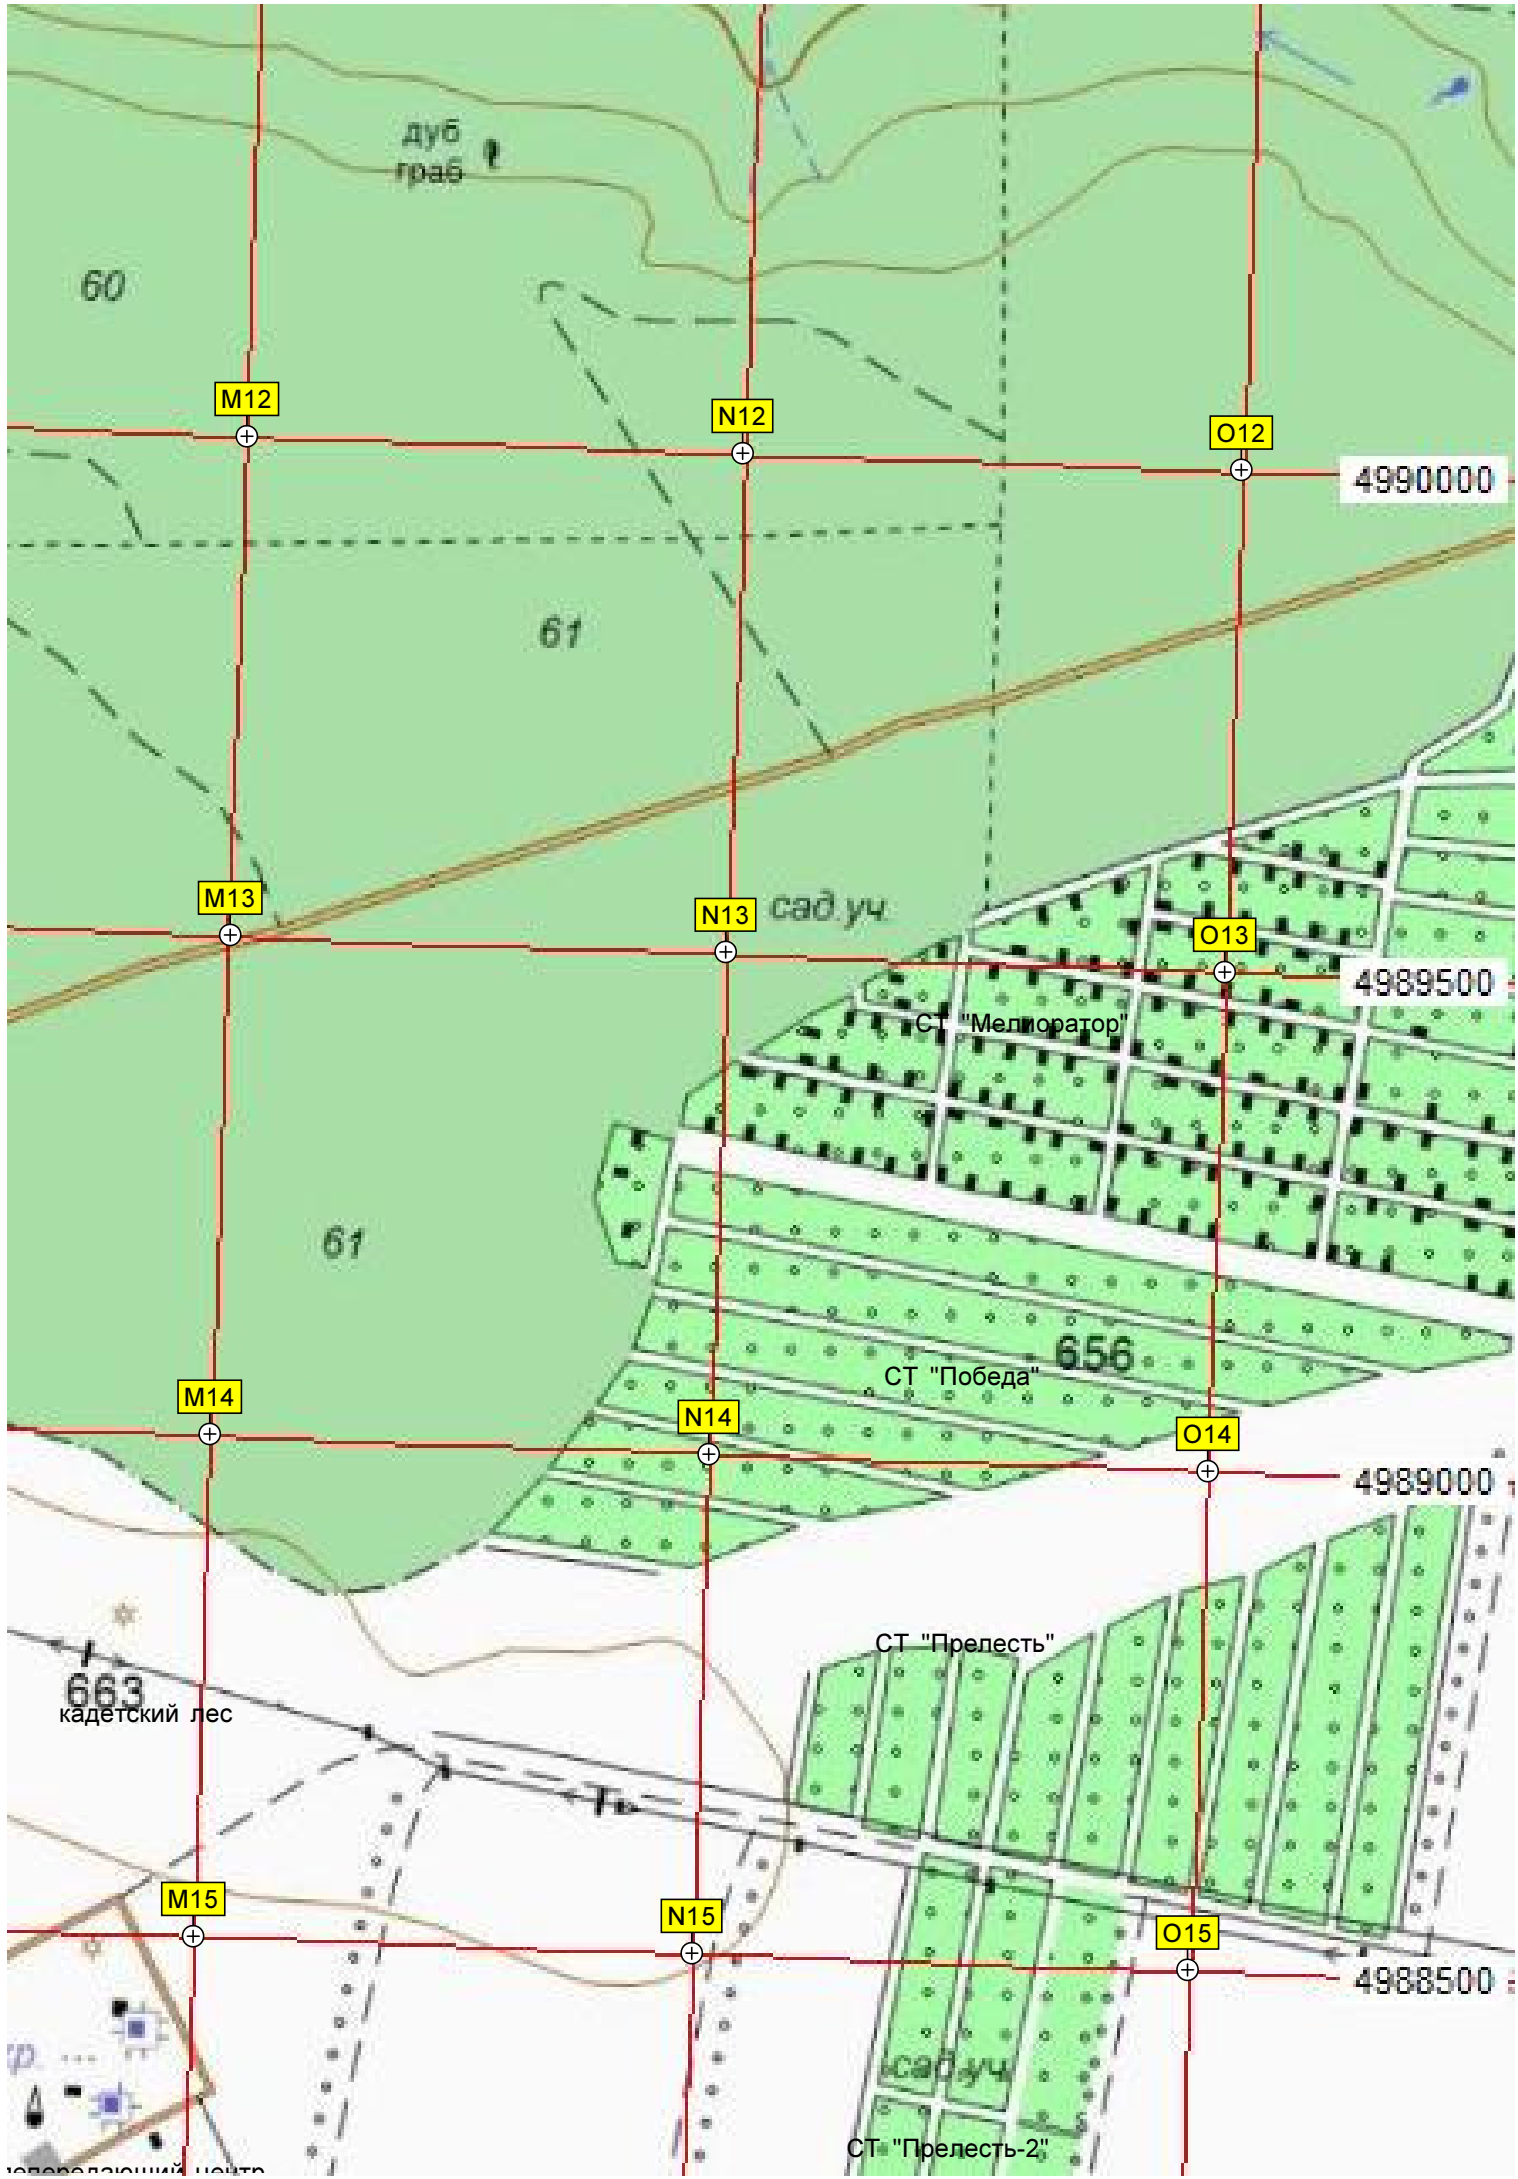 дуб
граб
60
M12
N12
O12
4990000
61
M13
N13
сад.уч.
O13
4989500
СТ "Мелиоратор"
61
656
СТ "Победа"
M14
N14
O14
4989000
СТ "Прелесть"
663
кадетский лес
M15
N15
O15
4988500
сад.уч.
СТ "Прелесть-2"
центр